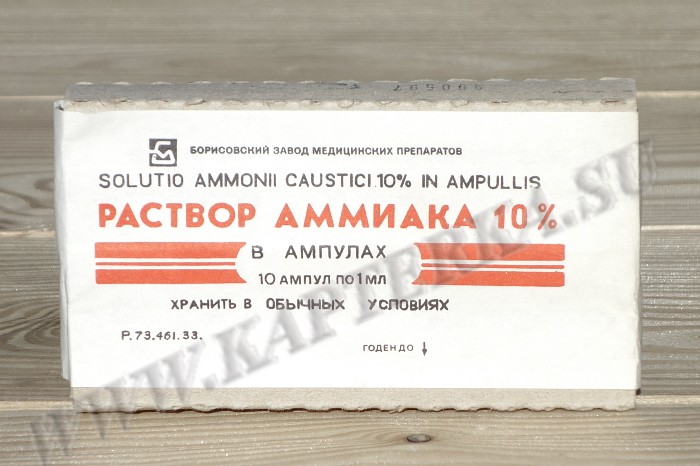 БОРИСОВСКИЙ ЗАВОД МЕДИЦИНСКИХ ПРЕПАРАТОВ
SOLUTIO AMMONII CAUSTICI 10% IN AMPULLIS
РАСТВОР АММИАКА 10%
В АМПУЛАХ
10 АМПУЛ ПО 1 МЛ
ХРАНИТЬ В ОБЫЧНЫХ УСЛОВИЯХ
Р.73.461.33.
ГОДЕН ДО ↓
WWW.KAPTERKA.SU